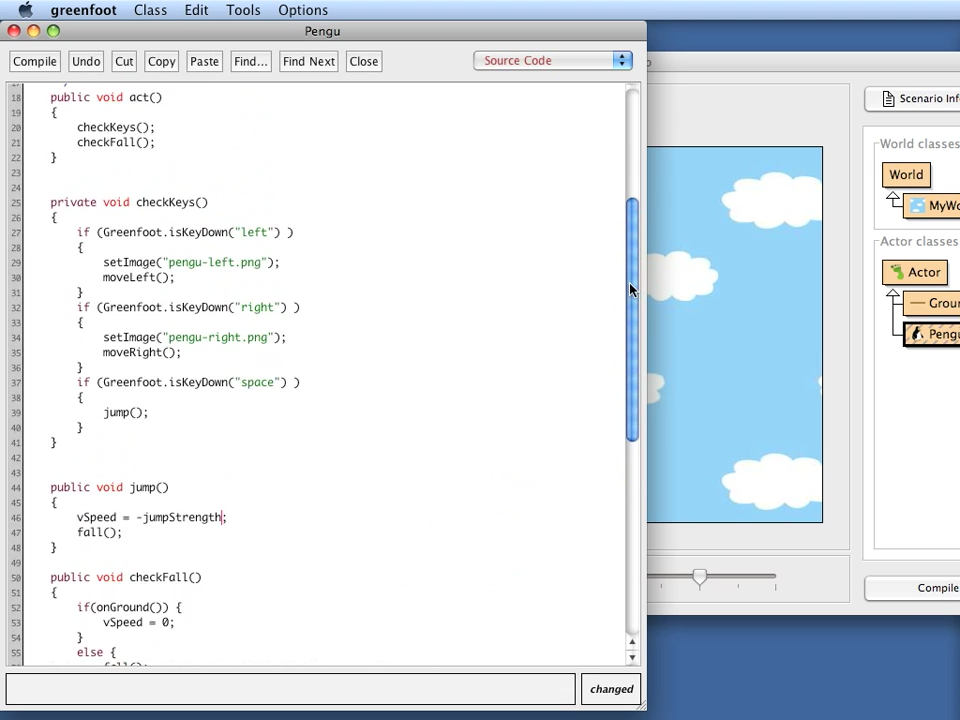 greenfoot Class Edit Tools Options
Pengu
Compile Undo Cut Copy Paste Find... Find Next Close Source Code
18 public void act()
19 {
20 checkKeys();
21 checkFall();
22 }
23
24
25 private void checkKeys()
26 {
27 if (Greenfoot.isKeyDown("left") )
28 {
29 setImage("pengu-left.png");
30 moveLeft();
31 }
32 if (Greenfoot.isKeyDown("right") )
33 {
34 setImage("pengu-right.png");
35 moveRight();
36 }
37 if (Greenfoot.isKeyDown("space") )
38 {
39 jump();
40 }
41 }
42
43
44 public void jump()
45 {
46 vSpeed = -jumpStrength;
47 fall();
48 }
49
50 public void checkFall()
51 {
52 if(onGround()) {
53 vSpeed = 0;
54 }
55 else {
changed
Scenario Inf
World classes
World
MyWo
Actor classes
Actor
Grou
Peng
Compile